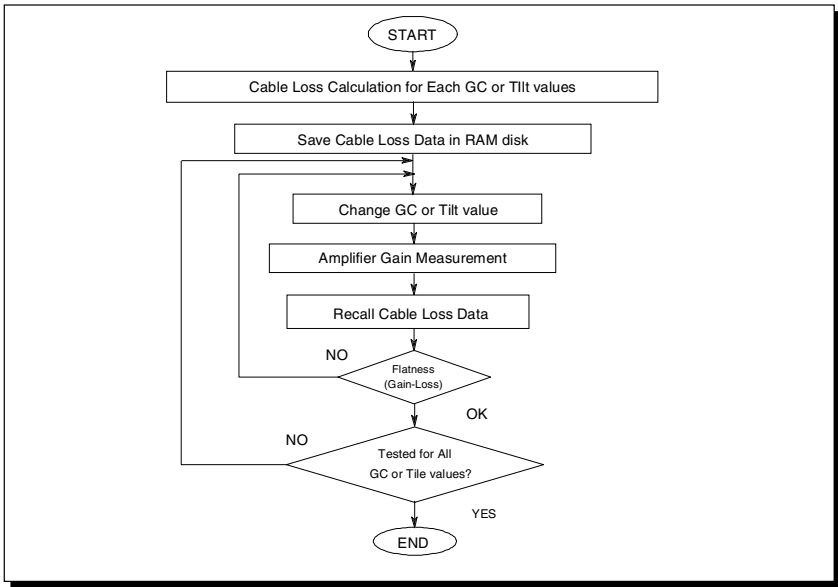 START
Cable Loss Calculation for Each GC or TIlt values
Save Cable Loss Data in RAM disk
Change GC or Tilt value
Amplifier Gain Measurement
Recall Cable Loss Data
NO
Flatness
(Gain-Loss)
OK
NO
Tested for All
GC or Tile values?
YES
END